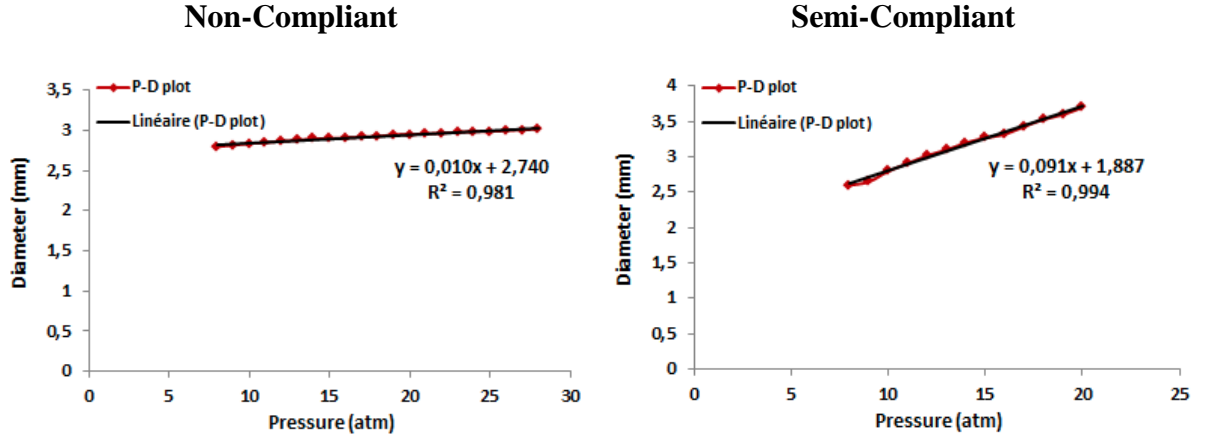 Non-Compliant
3,5
3
2,5
2
1,5
1
0,5
0
Diameter (mm)
P-D plot
Linéaire (P-D plot)
y = 0,010x + 2,740
R² = 0,981
0 5 10 15 20 25 30
Pressure (atm)
Semi-Compliant
4
3,5
3
2,5
2
1,5
1
0,5
0
Diameter (mm)
P-D plot
Linéaire (P-D plot)
y = 0,091x + 1,887
R² = 0,994
0 5 10 15 20 25
Pressure (atm)